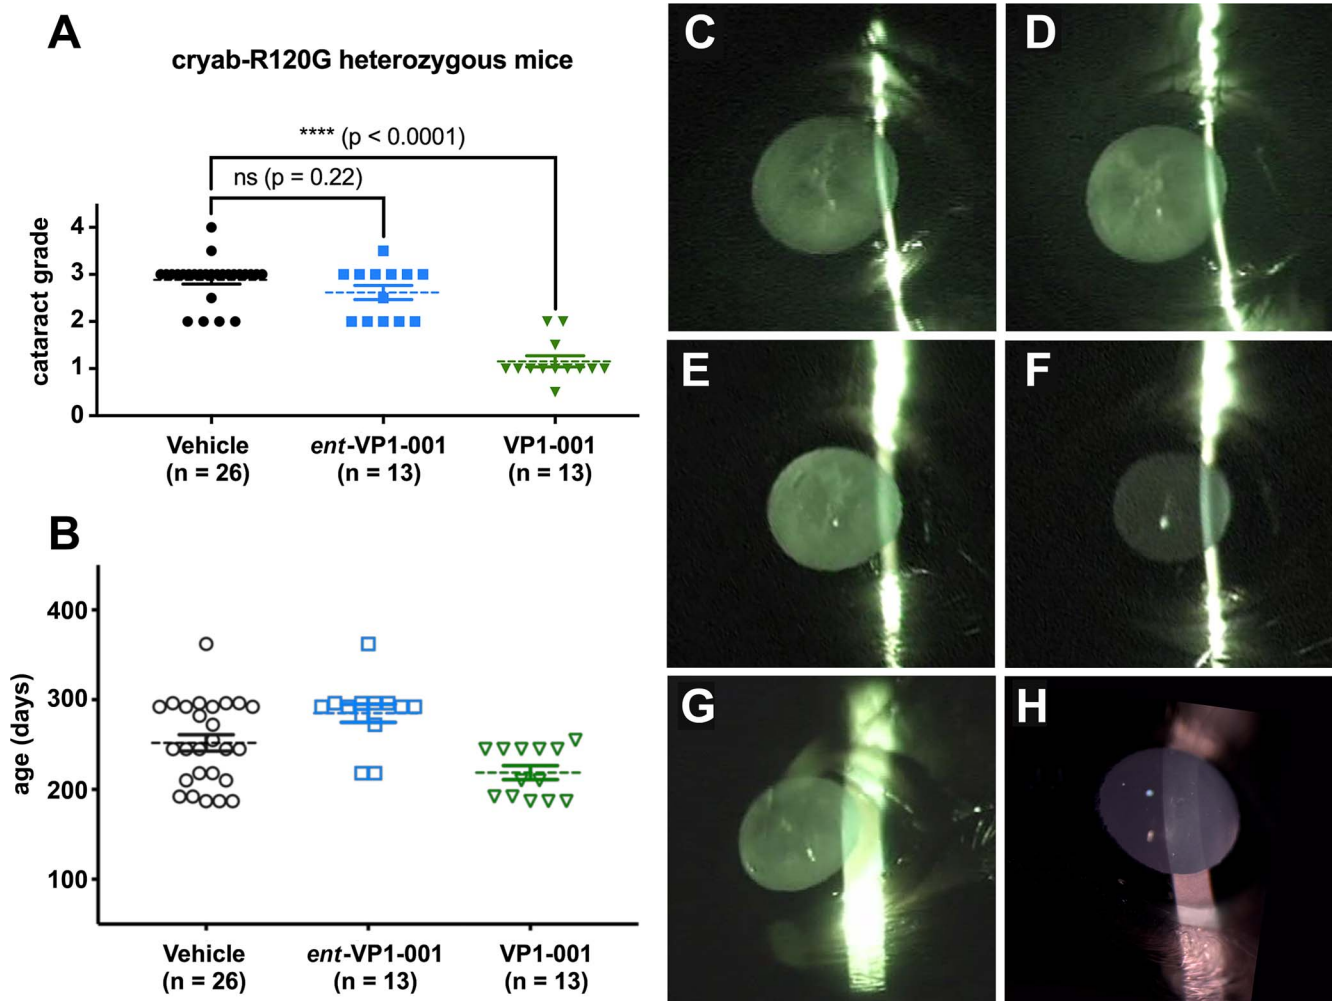 A
cryab-R120G heterozygous mice
**** (p < 0.0001)
ns (p = 0.22)
cataract grade
4
3
2
1
0
Vehicle
(n = 26)
ent-VP1-001
(n = 13)
VP1-001
(n = 13)
B
age (days)
400
300
200
100
Vehicle
(n = 26)
ent-VP1-001
(n = 13)
VP1-001
(n = 13)
C
D
E
F
G
H